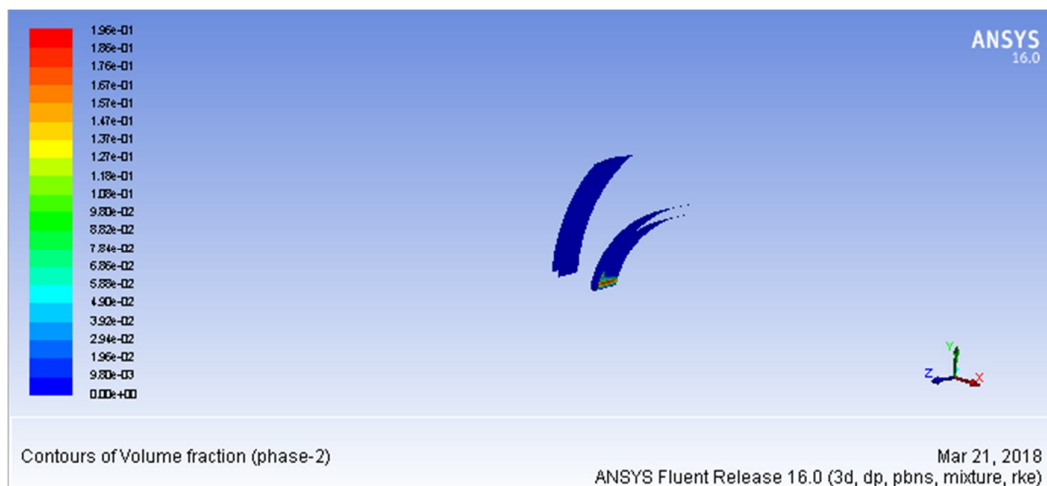 1.96e-01
1.86e-01
1.76e-01
1.67e-01
1.57e-01
1.47e-01
1.37e-01
1.27e-01
1.18e-01
1.08e-01
9.80e-02
8.82e-02
7.84e-02
6.86e-02
5.88e-02
4.90e-02
3.92e-02
2.94e-02
1.96e-02
9.80e-03
0.00e+00
ANSYS
16.0
Y
Z
X
Contours of Volume fraction (phase-2)
Mar 21, 2018
ANSYS Fluent Release 16.0 (3d, dp, pbns, mixture, rke)